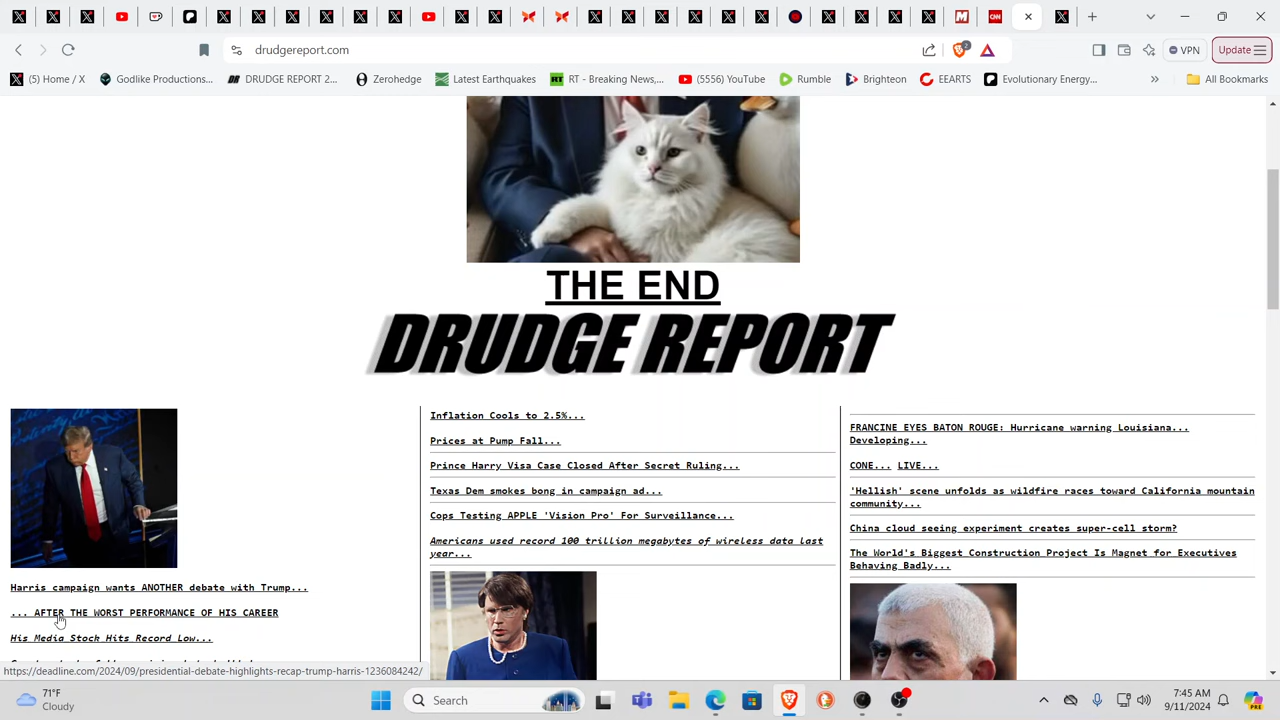 drudgereport.com
2
VPN
Update
(5) Home / X
Godlike Productions...
DRUDGE REPORT 2...
Zerohedge
Latest Earthquakes
RT - Breaking News,...
(5556) YouTube
Rumble
Brighteon
EEARTS
Evolutionary Energy...
All Bookmarks
THE END
DRUDGE REPORT
Harris campaign wants ANOTHER debate with Trump...
... AFTER THE WORST PERFORMANCE OF HIS CAREER
His Media Stock Hits Record Low...
Inflation Cools to 2.5%...
Prices at Pump Fall...
Prince Harry Visa Case Closed After Secret Ruling...
Texas Dem smokes bong in campaign ad...
Cops Testing APPLE 'Vision Pro' For Surveillance...
Americans used record 100 trillion megabytes of wireless data last
year...
FRANCINE EYES BATON ROUGE: Hurricane warning Louisiana...
Developing...
CONE... LIVE...
'Hellish' scene unfolds as wildfire races toward California mountain
community...
China cloud seeing experiment creates super-cell storm?
The World's Biggest Construction Project Is Magnet for Executives
Behaving Badly...
https://deadline.com/2024/09/presidential-debate-highlights-recap-trump-harris-1236084242/
71°F
Cloudy
Search
7:45 AM
9/11/2024
PRE